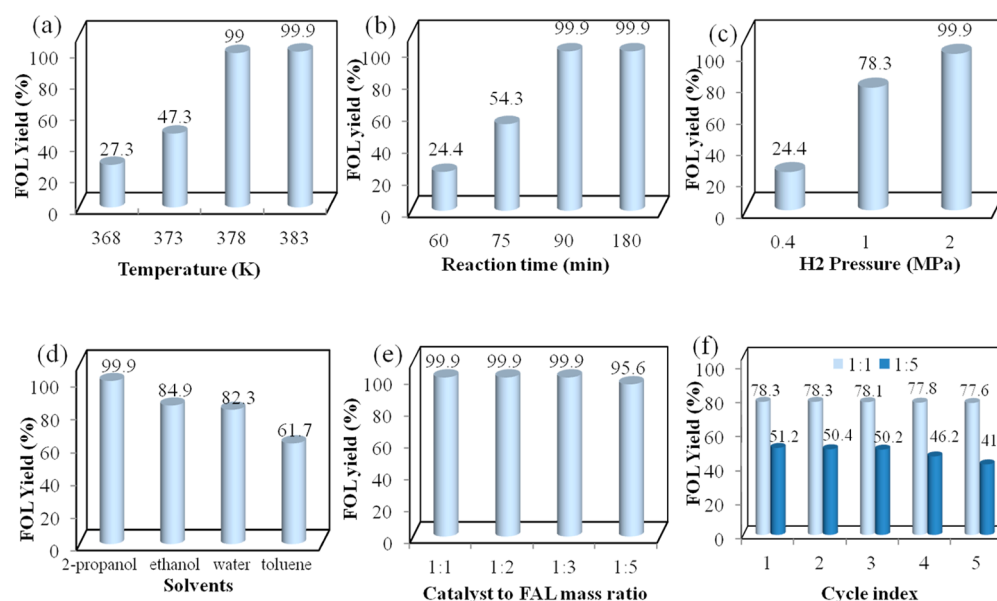 (a)
FOL Yield (%)
100
80
60
40
20
0
27.3
47.3
99
99.9
368 373 378 383
Temperature (K)
(b)
FOL yield (%)
100
80
60
40
20
0
24.4
54.3
99.9
99.9
60 75 90 180
Reaction time (min)
(c)
FOL yield (%)
100
80
60
40
20
0
24.4
78.3
99.9
0.4 1 2
H2 Pressure (MPa)
(d)
FOL Yield (%)
100
80
60
40
20
0
99.9
84.9
82.3
61.7
2-propanol ethanol water toluene
Solvents
(e)
FOL yield (%)
100
80
60
40
20
0
99.9 99.9 99.9 95.6
1:1 1:2 1:3 1:5
Catalyst to FAL mass ratio
(f)
1:1 1:5
FOL Yield (%)
100
80
60
40
20
0
78.3 78.3 78.1 77.8 77.6
51.2 50.4 50.2 46.2 41
1 2 3 4 5
Cycle index